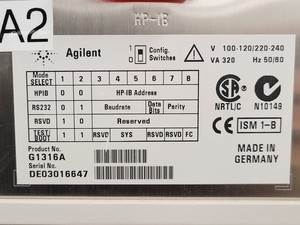 A2
HP-IB
Agilent
1
0
Config.
Switches
V 100-120/220-240
VA 320 Hz 50/60
Mode
SELECT 1 2 3 4 5 6 7 8
HPIB 0 0 HP-IB Address
RS232 0 1 Baudrate Data Bits Parity
RSVD 1 0 Reserved
TEST/BOOT 1 1 RSVD SYS RSVD RSVD FC
Product No.
G1316A
Serial No.
DE03016647
SA
NRTL/C
N10149
ISM 1-B
MADE IN
GERMANY